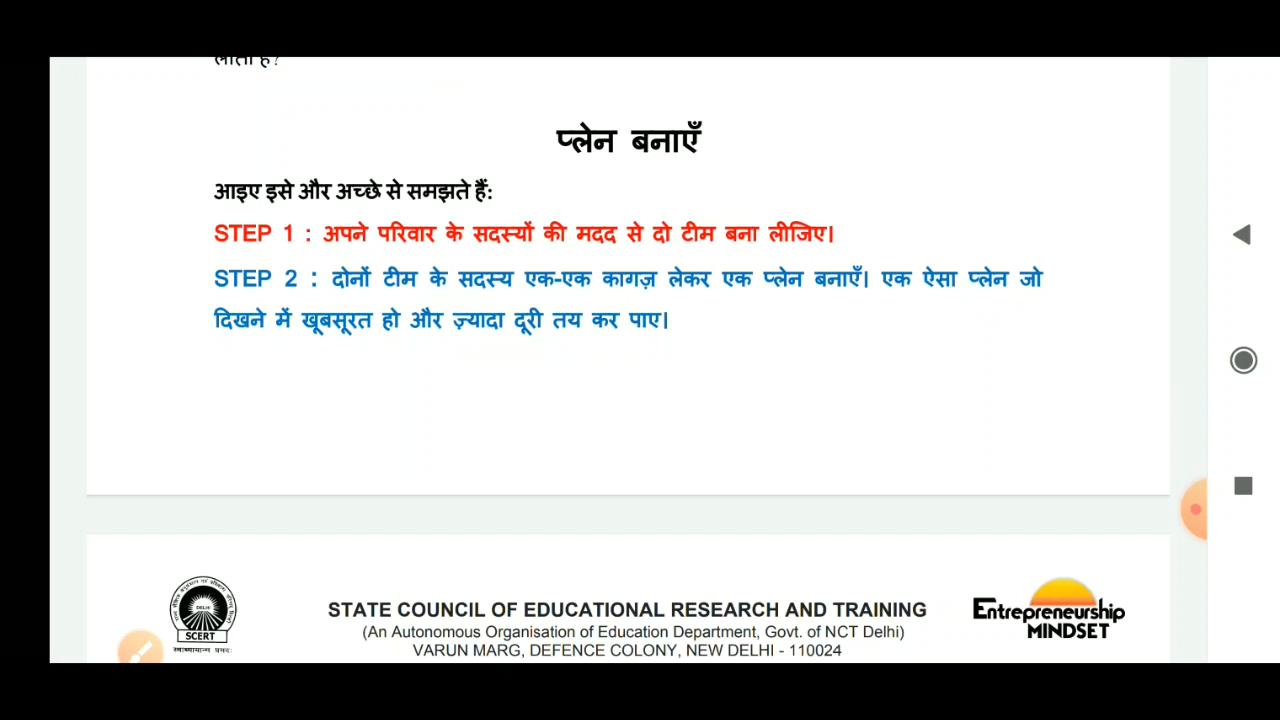 प्लेन बनाएँ
आइए इसे और अच्छे से समझते हैं:
STEP 1 : अपने परिवार के सदस्यों की मदद से दो टीम बना लीजिए।
STEP 2 : दोनों टीम के सदस्य एक-एक कागज़ लेकर एक प्लेन बनाएँ। एक ऐसा प्लेन जो
दिखने में खूबसूरत हो और ज़्यादा दूरी तय कर पाए।
DELHI
SCERT
STATE COUNCIL OF EDUCATIONAL RESEARCH AND TRAINING
(An Autonomous Organisation of Education Department, Govt. of NCT Delhi)
VARUN MARG, DEFENCE COLONY, NEW DELHI - 110024
Entrepreneurship
MINDSET